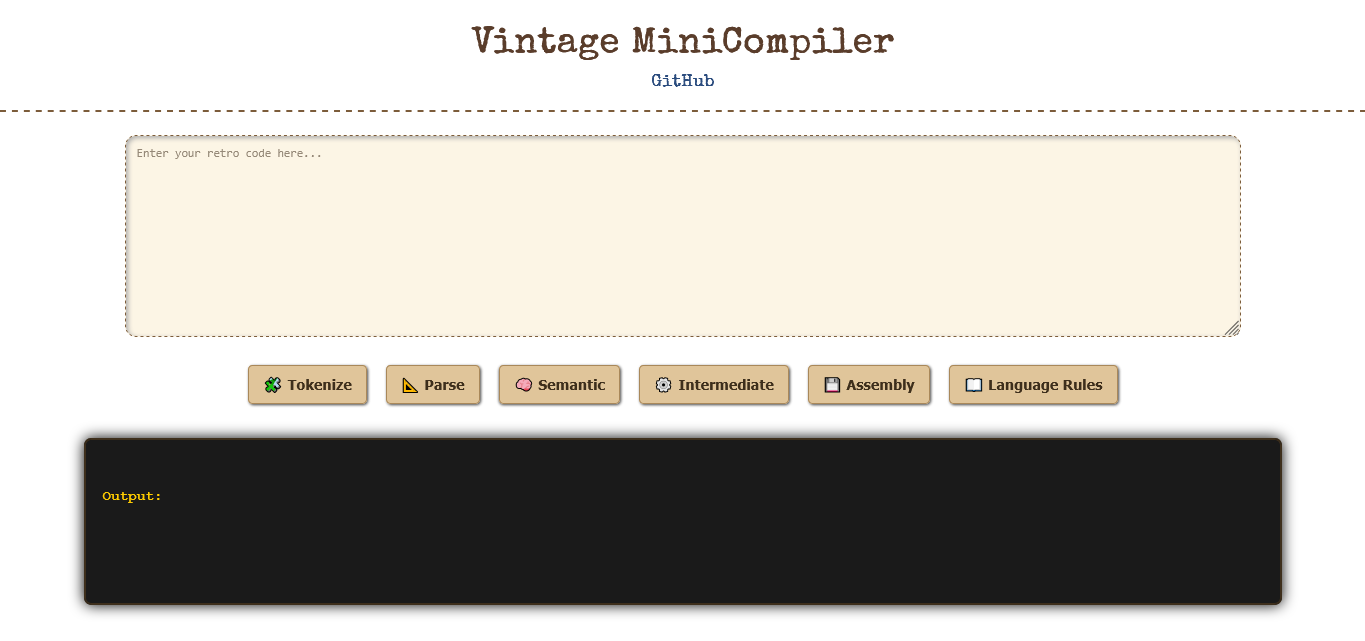 Vintage MiniCompiler
GitHub
Enter your retro code here...
Tokenize Parse Semantic Intermediate Assembly Language Rules
Output: